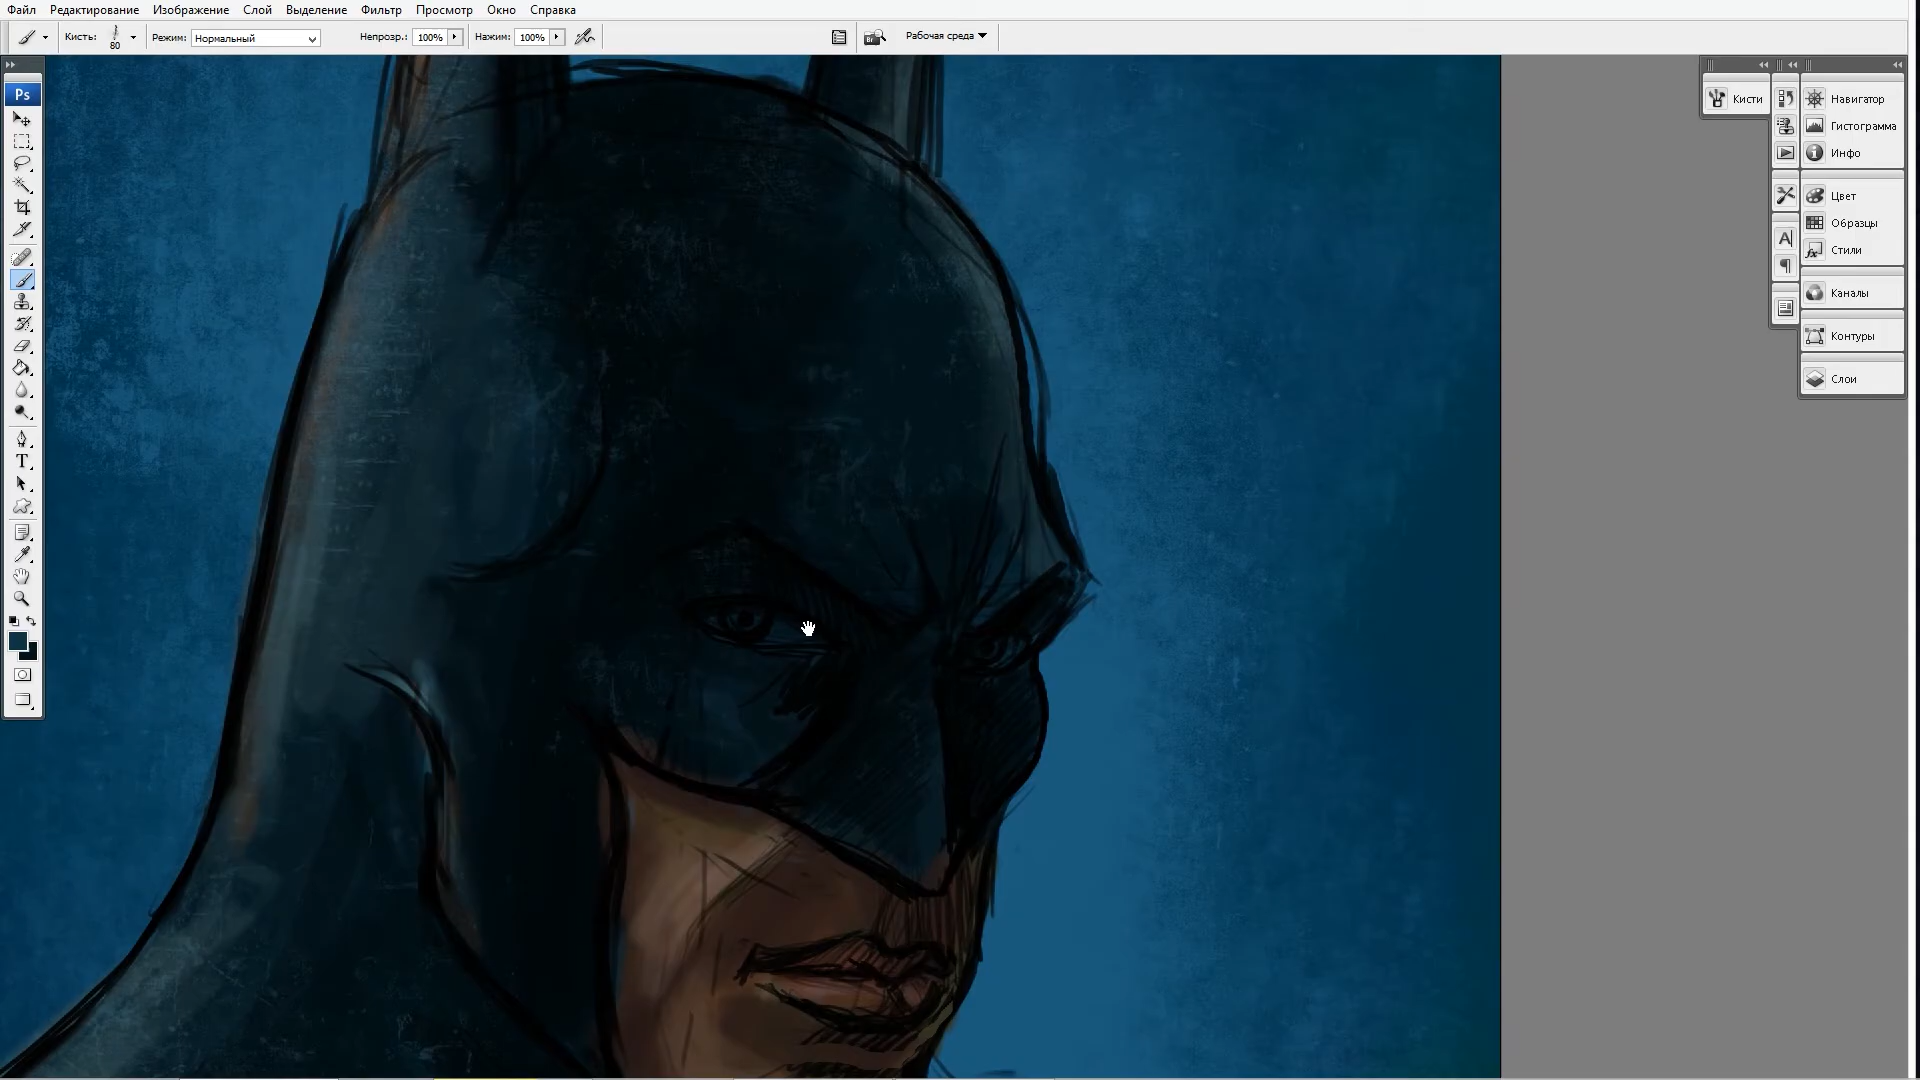 Файл Редактирование Изображение Слой Выделение Фильтр Просмотр Окно Справка
Кисть: 80 Режим: Нормальный Непрозр.: 100% Нажим: 100% Br Рабочая среда
Ps
Кисти
Навигатор
Гистограмма
Инфо
Цвет
Образцы
Стили
Каналы
Контуры
Слои